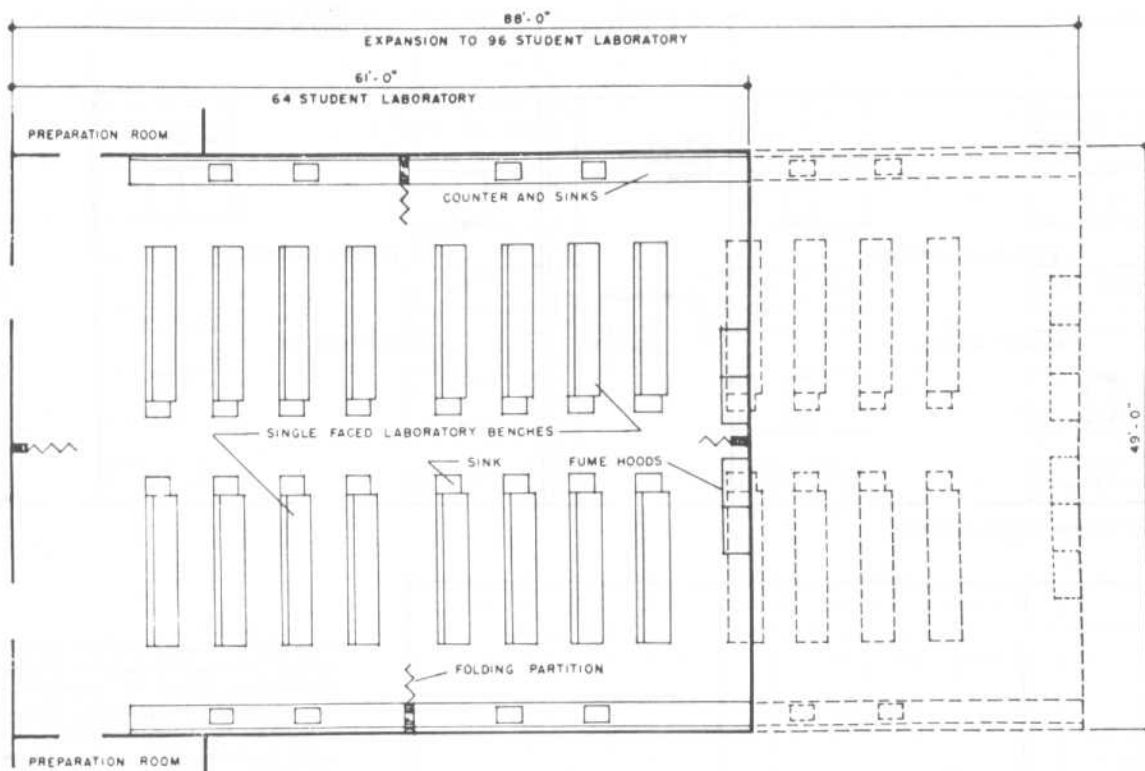 88'-0"
EXPANSION TO 96 STUDENT LABORATORY
61'-0"
64 STUDENT LABORATORY
PREPARATION ROOM
COUNTER AND SINKS
SINGLE FACED LABORATORY BENCHES
SINK
FUME HOODS
49'-0"
FOLDING PARTITION
PREPARATION ROOM